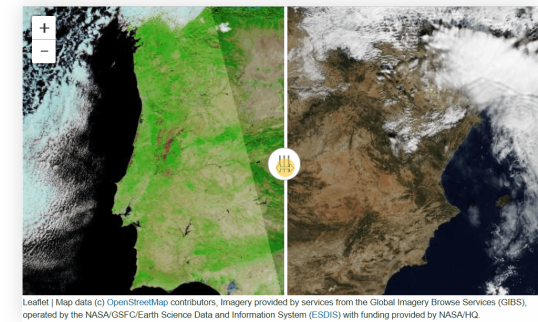 +
−
Leaflet | Map data (c) OpenStreetMap contributors, Imagery provided by services from the Global Imagery Browse Services (GIBS),
operated by the NASA/GSFC/Earth Science Data and Information System (ESDIS) with funding provided by NASA/HQ.